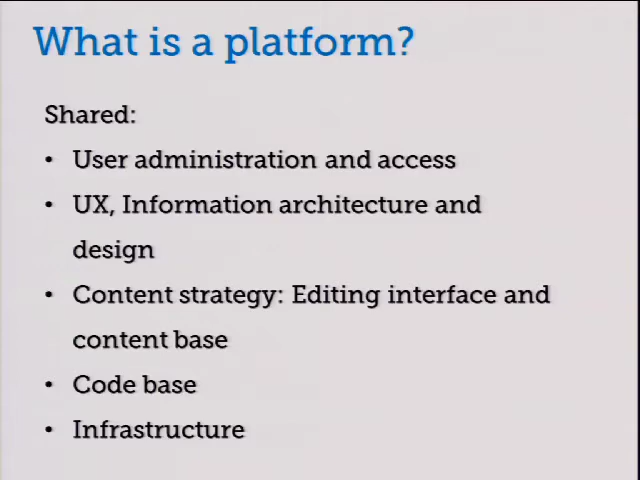 What is a platform?
Shared:
• User administration and access
• UX, Information architecture and
design
• Content strategy: Editing interface and
content base
• Code base
• Infrastructure